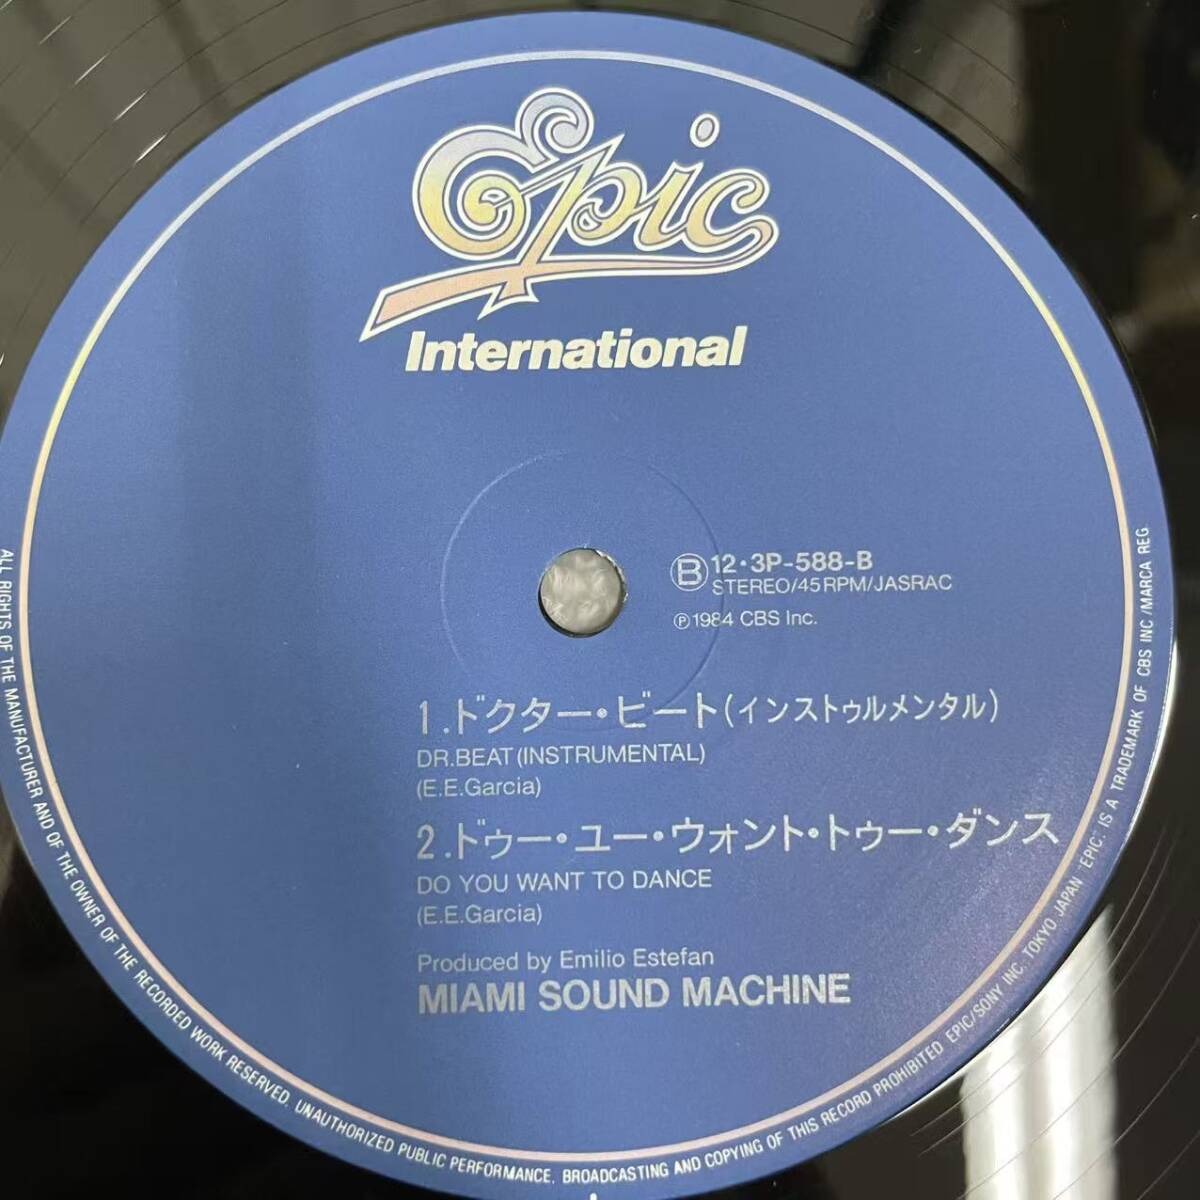 Epic
International
Ⓑ 12・3P-588-B
STEREO/45RPM/JASRAC
℗1984 CBS Inc.
1.ドクター・ビート(インストゥルメンタル)
DR.BEAT(INSTRUMENTAL)
(E.E.Garcia)
2.ドゥー・ユー・ウォント・トゥー・ダンス
DO YOU WANT TO DANCE
(E.E.Garcia)
Produced by Emilio Estefan
MIAMI SOUND MACHINE
ALL RIGHTS OF THE MANUFACTURER AND OF THE OWNER OF THE RECORDED WORK RESERVED. UNAUTHORIZED PUBLIC PERFORMANCE, BROADCASTING AND COPYING OF THIS RECORD PROHIBITED EPIC/SONY INC. TOKYO JAPAN "EPIC," IS A TRADEMARK OF CBS INC /MARCA REG.